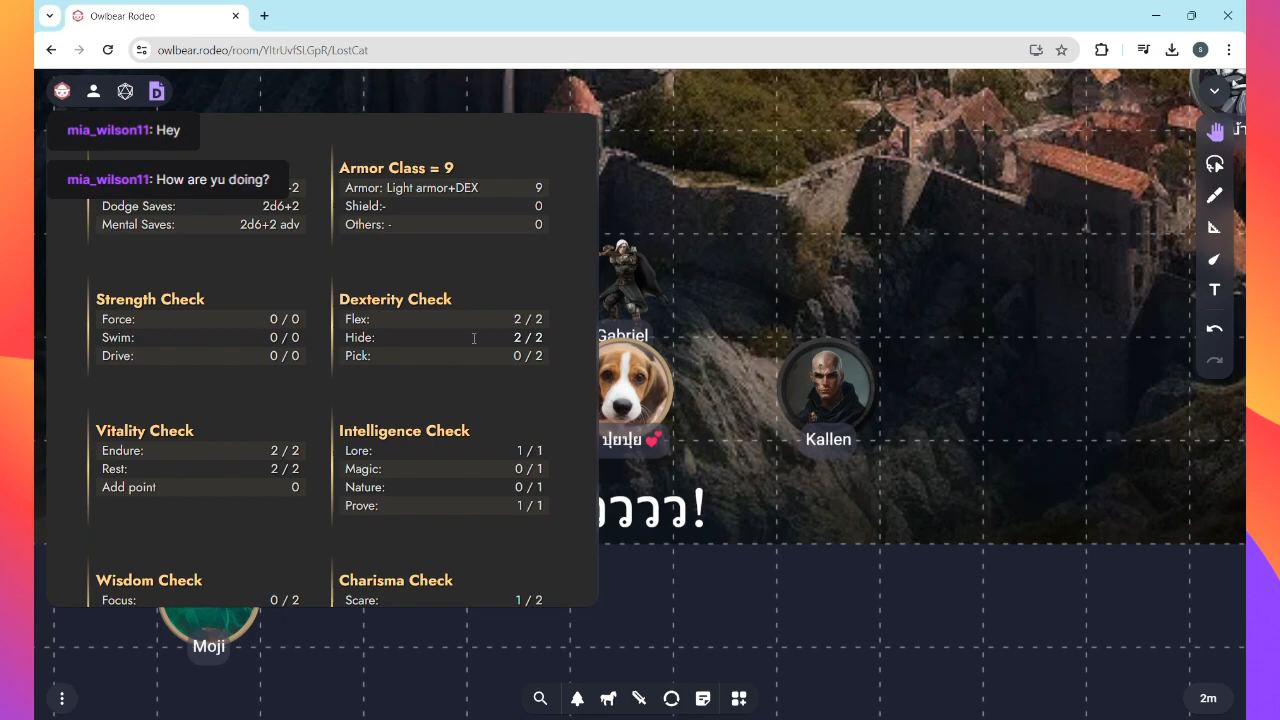 Owlbear Rodeo
owlbear.rodeo/room/YItrUvfSLGpR/LostCat
s
D
mia_wilson11: Hey
mia_wilson11: How are yu doing?
-2
Dodge Saves: 2d6+2
Mental Saves: 2d6+2 adv
Armor Class = 9
Armor: Light armor+DEX 9
Shield:- 0
Others: - 0
Strength Check
Force: 0 / 0
Swim: 0 / 0
Drive: 0 / 0
Dexterity Check
Flex: 2 / 2
Hide: 2 / 2
Pick: 0 / 2
Vitality Check
Endure: 2 / 2
Rest: 2 / 2
Add point 0
Intelligence Check
Lore: 1 / 1
Magic: 0 / 1
Nature: 0 / 1
Prove: 1 / 1
Wisdom Check
Focus: 0 / 2
Charisma Check
Scare: 1 / 2
Gabriel
ปุยปุย💕
Kallen
ววว!
Moji
T
2m